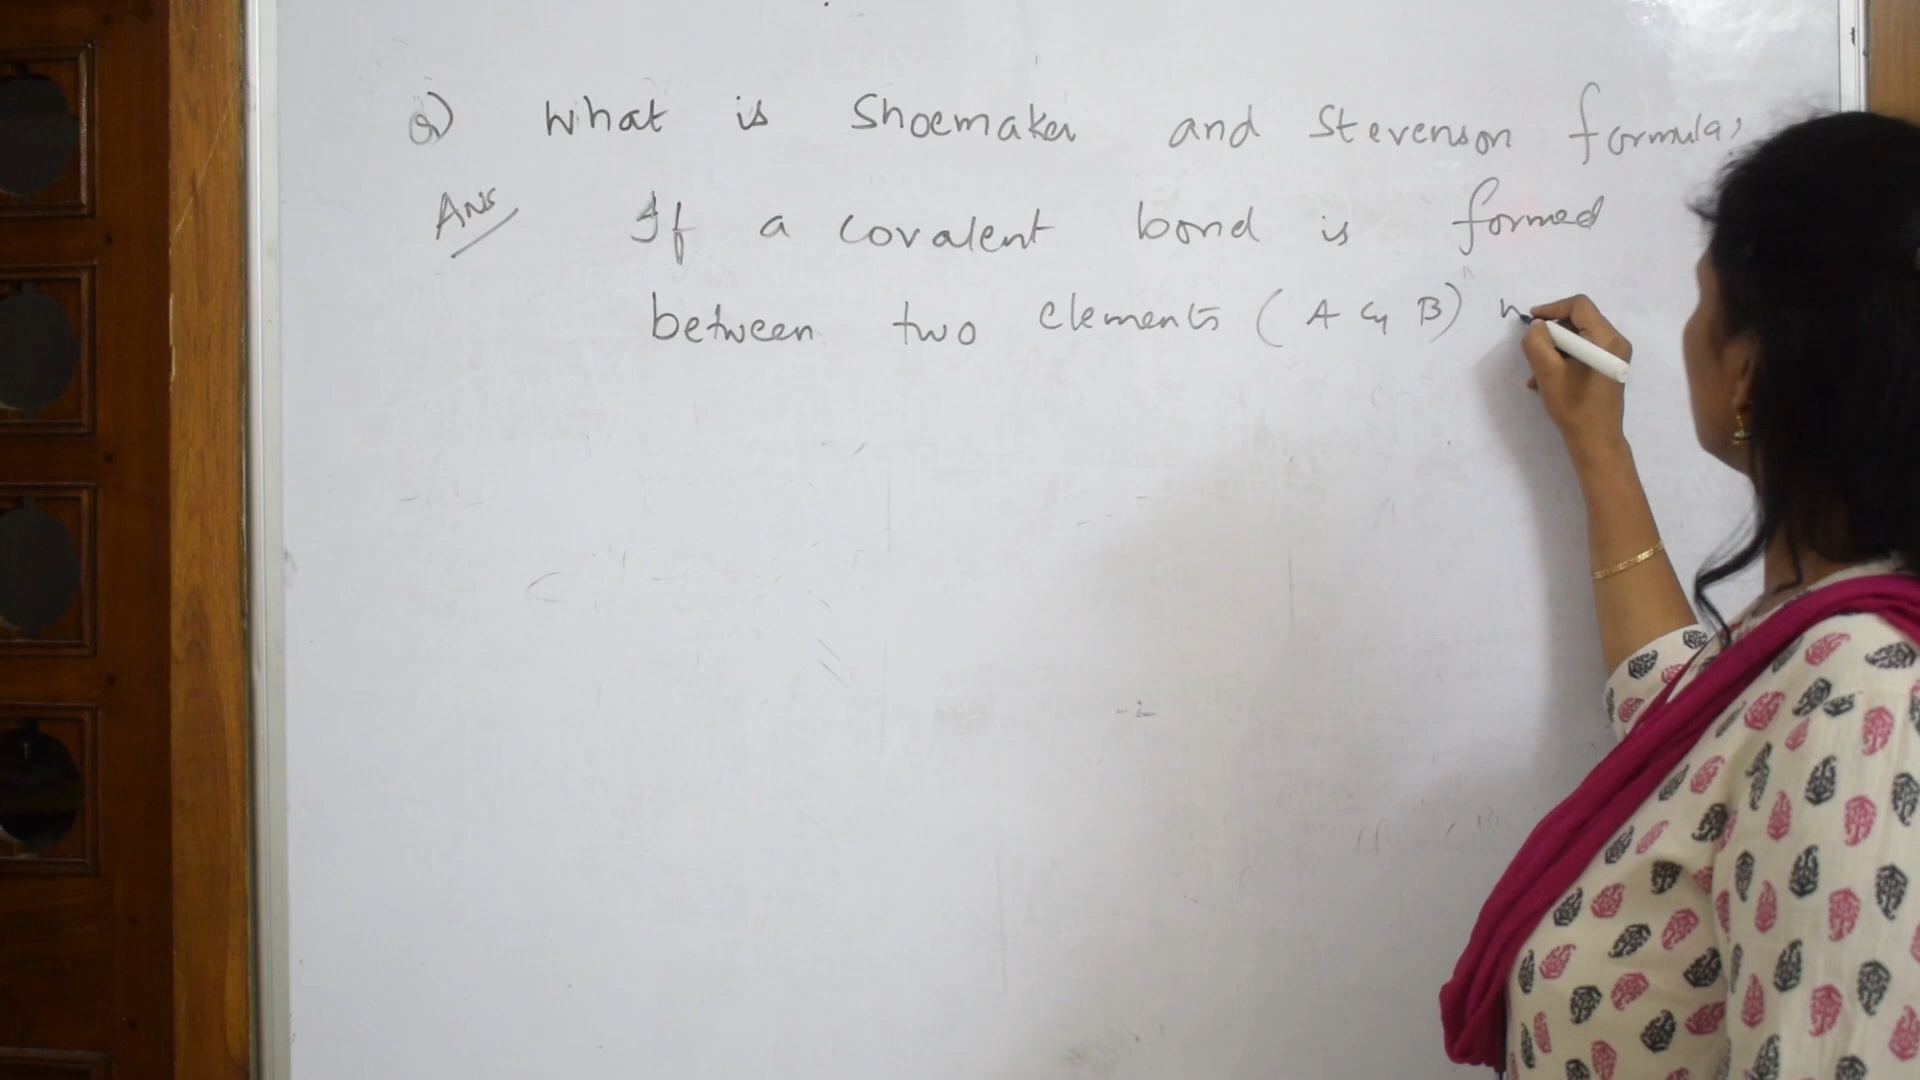 Q) What is Shoemaker and Stevenson formula?
Ans If a covalent bond is formed
between two elements ( A & B)